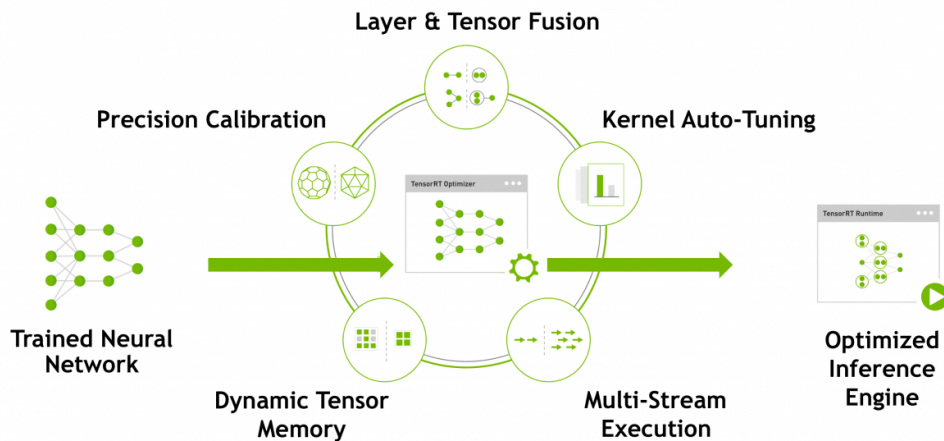 Layer & Tensor Fusion
Precision Calibration
Kernel Auto-Tuning
TensorRT Optimizer
TensorRT Runtime
Trained Neural
Network
Optimized
Inference
Engine
Dynamic Tensor
Memory
Multi-Stream
Execution